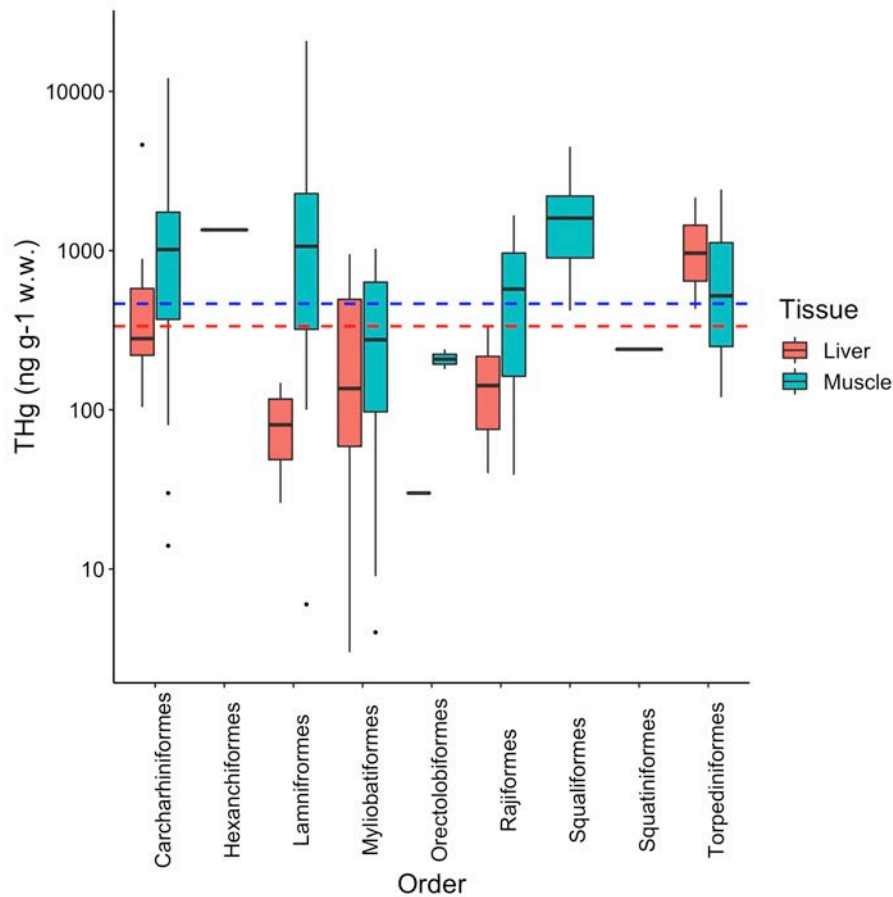 THg (ng g-1 w.w.)
10000
1000
100
10
Carcharhiniformes
Hexanchiformes
Lamnifromes
Myliobatiformes
Orectolobiformes
Rajiformes
Squaliformes
Squatiniformes
Torpediniformes
Order
Tissue
Liver
Muscle